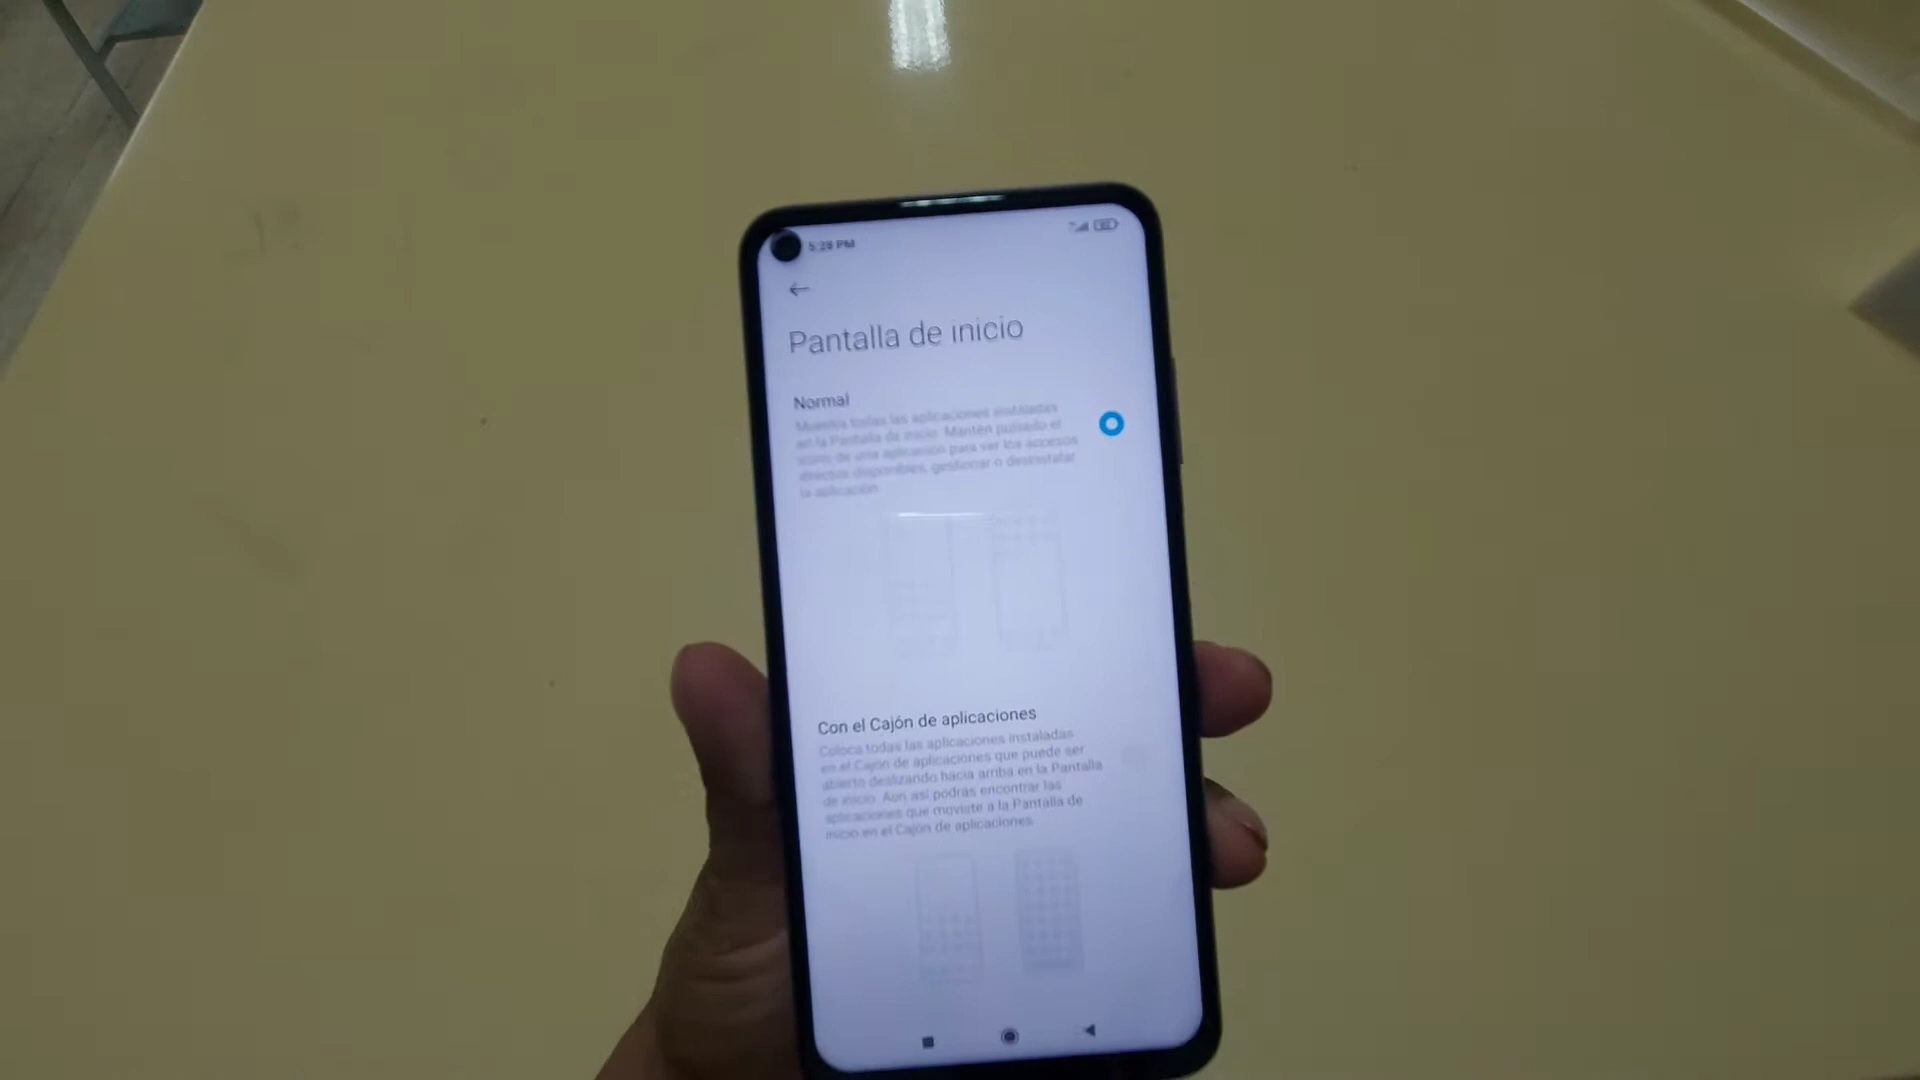 5:28 PM
Pantalla de inicio
Normal
Muestra todas las aplicaciones instaladas
en la Pantalla de inicio. Mantén pulsado el
icono de una aplicación para ver los accesos
directos disponibles, gestionar o desinstalar
la aplicación.
Con el Cajón de aplicaciones
Coloca todas las aplicaciones instaladas
en el Cajón de aplicaciones que puede ser
abierto deslizando hacia arriba en la Pantalla
de inicio. Aun así podrás encontrar las
aplicaciones que moviste a la Pantalla de
inicio en el Cajón de aplicaciones.